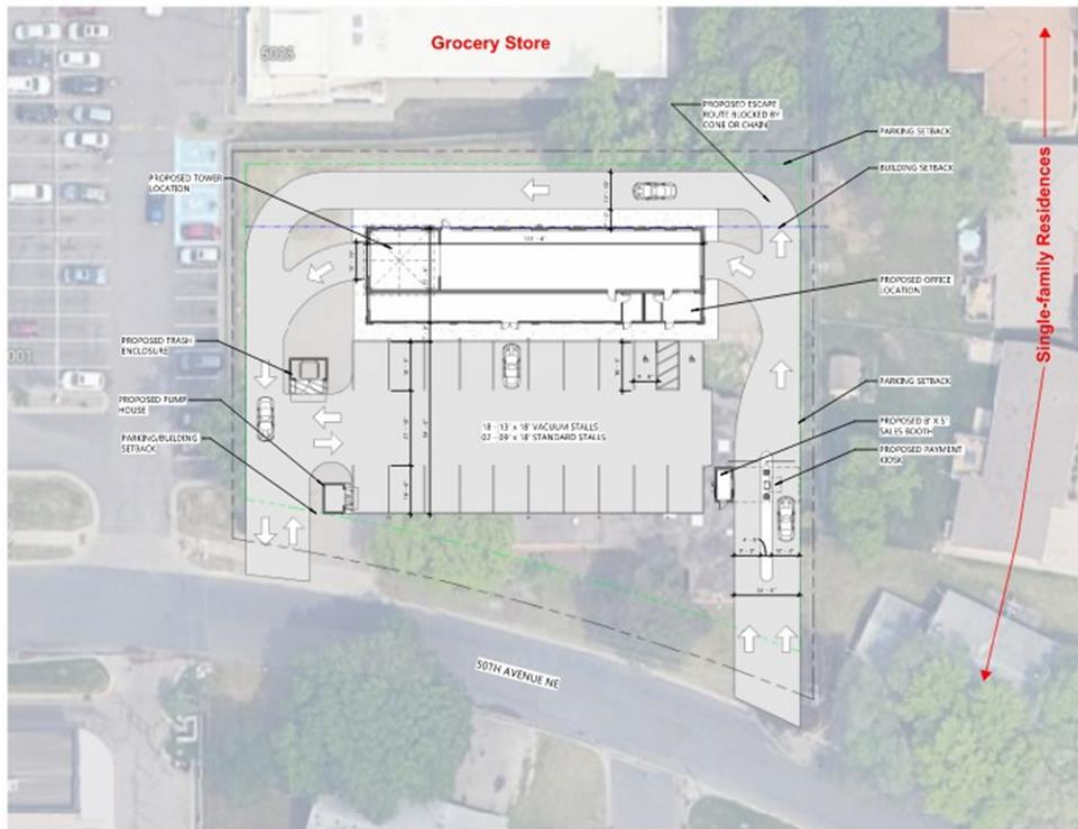 Grocery Store
5035
PROPOSED ESCAPE
ROUTE BLOCKED BY
CONE OR CHAIN
PARKING SETBACK
BUILDING SETBACK
PROPOSED TOWER
LOCATION
PROPOSED OFFICE
LOCATION
Single-family Residences
PROPOSED TRASH
ENCLOSURE
PROPOSED PUMP
HOUSE
PARKING/BUILDING
SETBACK
18 - 13' x 18' VACUUM STALLS
02 - 09' x 18' STANDARD STALLS
PARKING SETBACK
PROPOSED 8' X 5'
SALES BOOTH
PROPOSED PAYMENT
KIOSK
50TH AVENUE NE